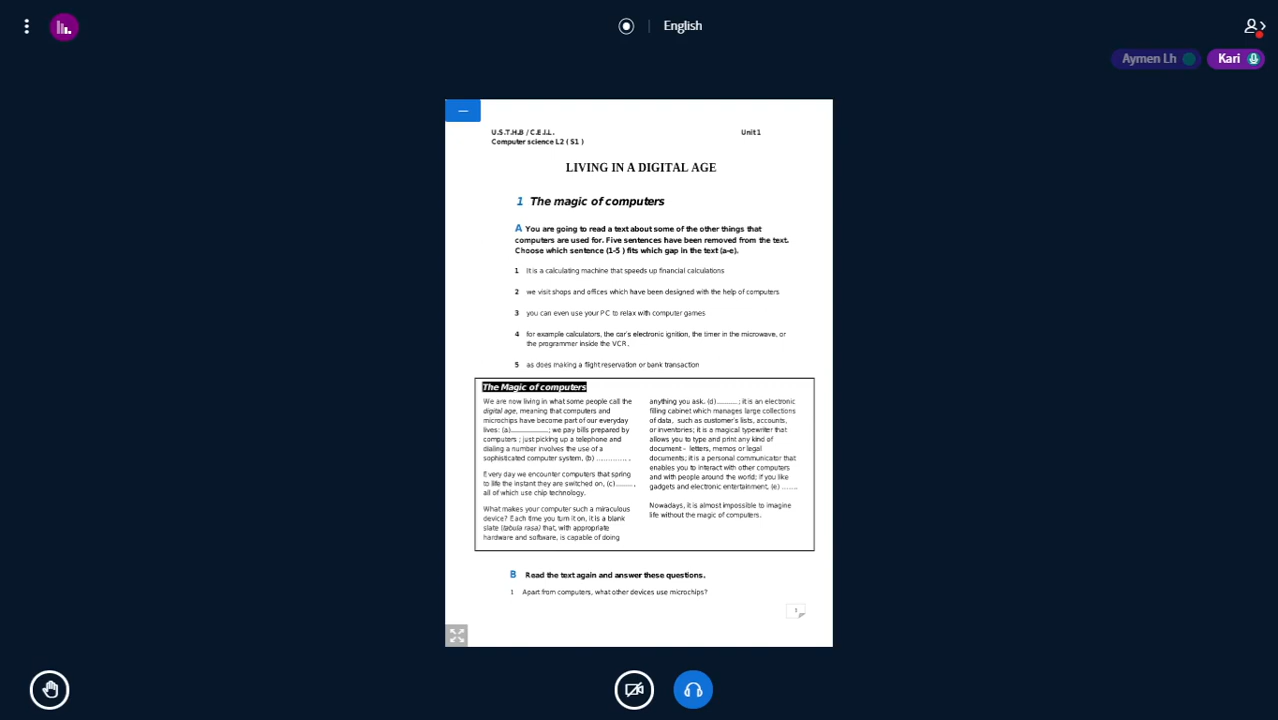 English
Aymen Lh
Kari
U.S.T.H.B / C.E.I.L.
Unit 1
Computer science L2 ( S1 )
LIVING IN A DIGITAL AGE
1 The magic of computers
A You are going to read a text about some of the other things that
computers are used for. Five sentences have been removed from the text.
Choose which sentence (1-5 ) fits which gap in the text (a-e).
1 It is a calculating machine that speeds up financial calculations
2 we visit shops and offices which have been designed with the help of computers
3 you can even use your PC to relax with computer games
4 for example calculators, the car's electronic ignition, the timer in the microwave, or
the programmer inside the VCR.
5 as does making a flight reservation or bank transaction
The Magic of computers
We are now living in what some people call the
digital age, meaning that computers and
microchips have become part of our everyday
lives: (a)..................; we pay bills prepared by
computers ; just picking up a telephone and
dialing a number involves the use of a
sophisticated computer system, (b) ............. .
Every day we encounter computers that spring
to life the instant they are switched on, (c)........,
all of which use chip technology.
What makes your computer such a miraculous
device? Each time you turn it on, it is a blank
slate (tabula rasa) that, with appropriate
hardware and software, is capable of doing
anything you ask. (d)..........; it is an electronic
filling cabinet which manages large collections
of data, such as customer's lists, accounts,
or inventories; it is a magical typewriter that
allows you to type and print any kind of
document - letters, memos or legal
documents; it is a personal communicator that
enables you to interact with other computers
and with people around the world; if you like
gadgets and electronic entertainment, (e) .......
Nowadays, it is almost impossible to imagine
life without the magic of computers.
B Read the text again and answer these questions.
1 Apart from computers, what other devices use microchips?